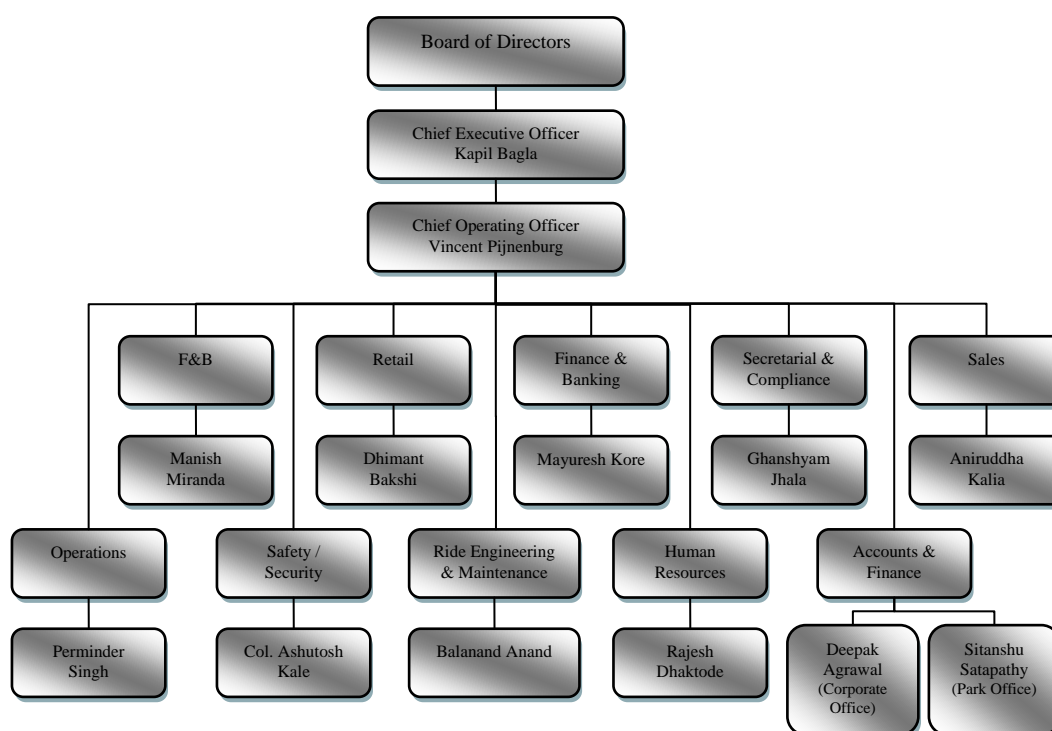 Board of Directors
Chief Executive Officer
Kapil Bagla
Chief Operating Officer
Vincent Pijnenburg
F&B
Retail
Finance &
Banking
Secretarial &
Compliance
Sales
Manish
Miranda
Dhimant
Bakshi
Mayuresh Kore
Ghanshyam
Jhala
Aniruddha
Kalia
Operations
Safety /
Security
Ride Engineering
& Maintenance
Human
Resources
Accounts &
Finance
Perminder
Singh
Col. Ashutosh
Kale
Balanand Anand
Rajesh
Dhaktode
Deepak
Agrawal
(Corporate
Office)
Sitanshu
Satapathy
(Park Office)